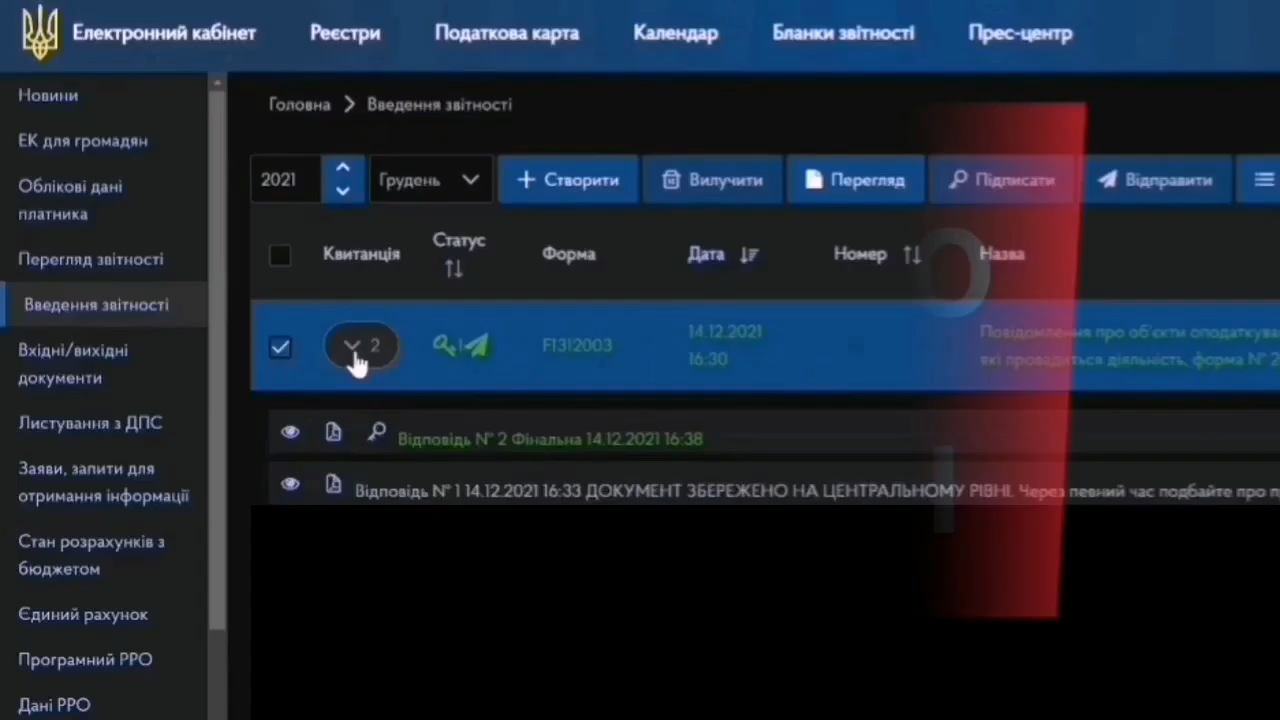 Електронний кабінет
Реєстри
Податкова карта
Календар
Бланки звітності
Прес-центр
Новини
ЕК для громадян
Облікові дані
платника
Перегляд звітності
Введення звітності
Вхідні/вихідні
документи
Листування з ДПС
Заяви, запити для
отримання інформації
Стан розрахунків з
бюджетом
Єдиний рахунок
Програмний РРО
Дані РРО
Головна > Введення звітності
2021
Грудень
Створити
Вилучити
Перегляд
Підписати
Відправити
Квитанція
Статус
Форма
Дата
Номер
Назва
2
F1312003
14.12.2021
16:30
Повідомлення про об'єкти
які проводиться діяльність, форма №
Відповідь № 2 Фінальна 14.12.2021 16:38
Відповідь № 1 14.12.2021 16:33 ДОКУМЕНТ ЗБЕРЕЖЕНО НА ЦЕНТРАЛЬНОМУ РІВНІ. Через певний час подбайте про